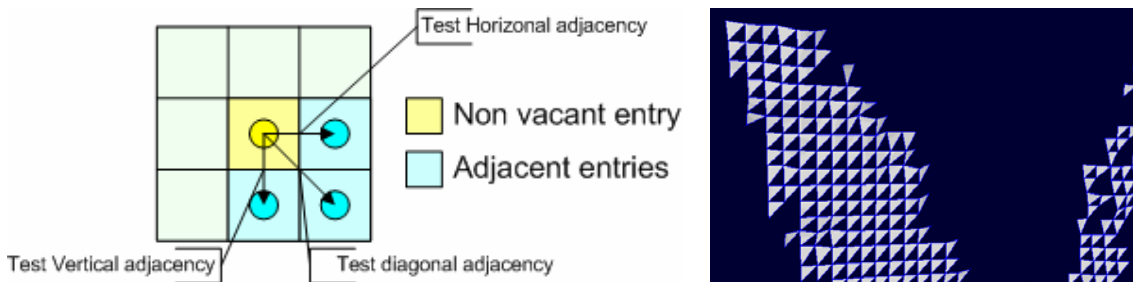 Test Horizonal adjacency
Non vacant entry
Adjacent entries
Test Vertical adjacency
Test diagonal adjacency